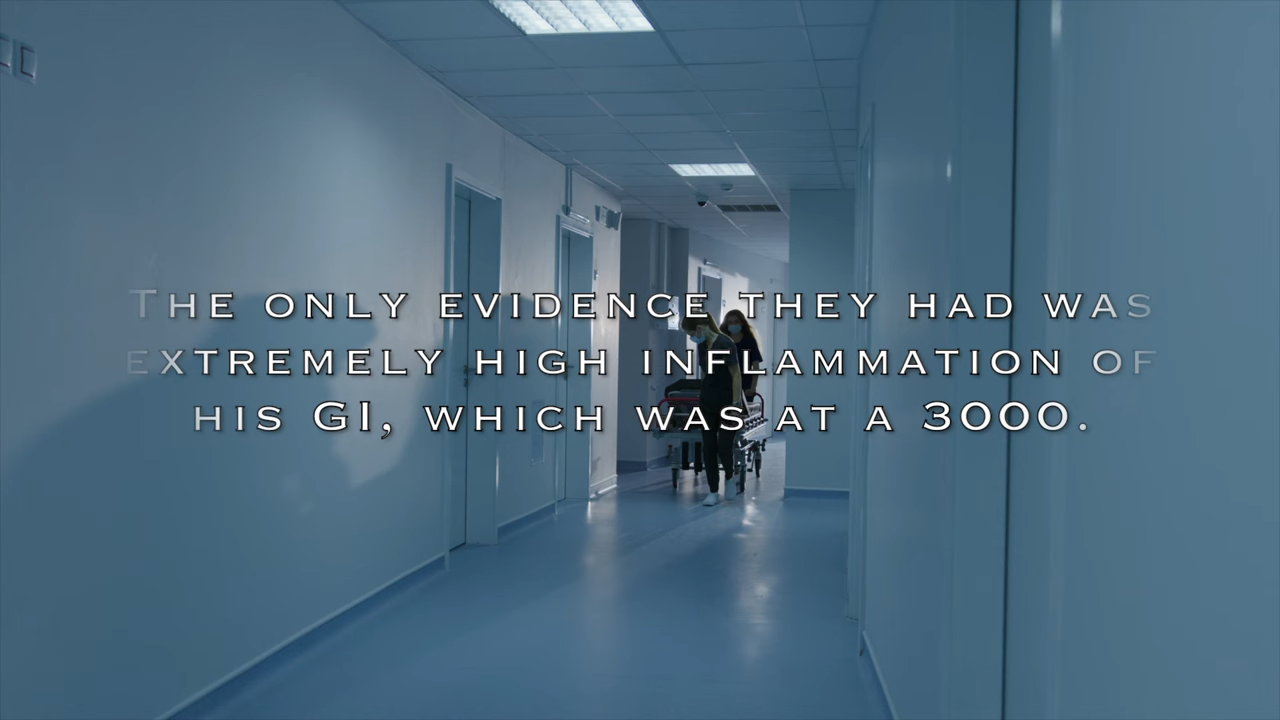 The only evidence they had was
extremely high inflammation of
his GI, which was at a 3000.